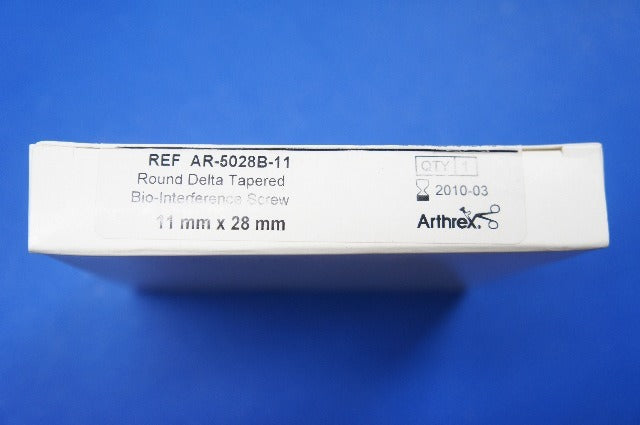 REF AR-5028B-11
Round Delta Tapered
Bio-Interference Screw
11 mm x 28 mm
QTY 1
2010-03
Arthrex